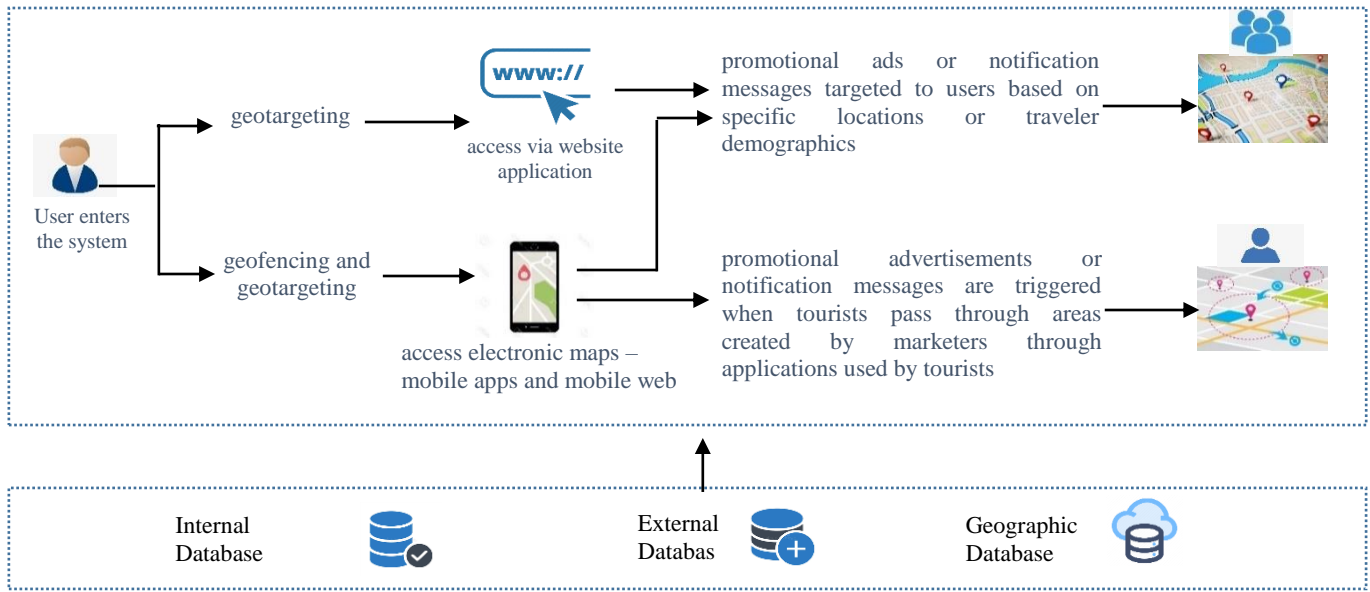 www://
promotional ads or notification
messages targeted to users based on
specific locations or traveler
demographics
geotargeting
access via website
application
User enters
the system
geofencing and
geotargeting
promotional advertisements or
notification messages are triggered
when tourists pass through areas
created by marketers through
applications used by tourists
access electronic maps –
mobile apps and mobile web
Internal
Database
External
Databas
Geographic
Database